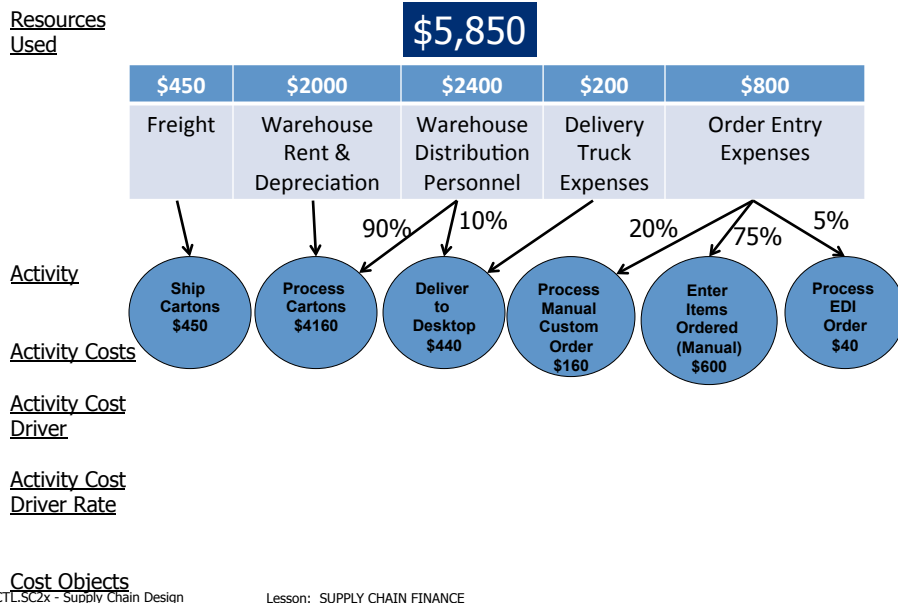 Resources
Used
$5,850
$450
$2000
$2400
$200
$800
Freight
Warehouse
Rent &
Depreciation
Warehouse
Distribution
Personnel
Delivery
Truck
Expenses
Order Entry
Expenses
90%
10%
20%
75%
5%
Activity
Ship
Cartons
$450
Process
Cartons
$4160
Deliver
to
Desktop
$440
Process
Manual
Custom
Order
$160
Enter
Items
Ordered
(Manual)
$600
Process
EDI
Order
$40
Activity Costs
Activity Cost
Driver
Activity Cost
Driver Rate
Cost Objects
CTL.SC2x - Supply Chain Design
Lesson: SUPPLY CHAIN FINANCE